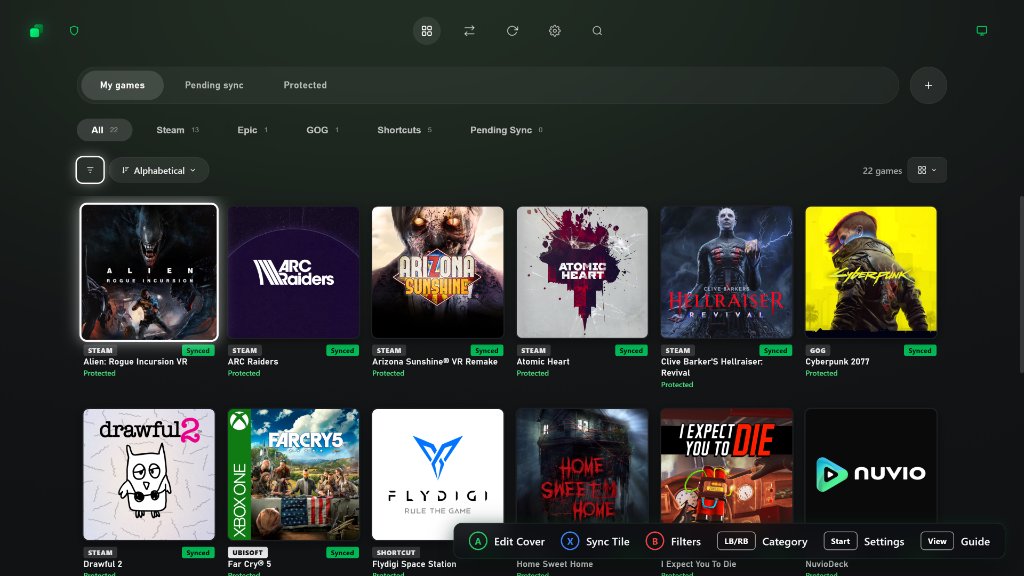 My games
Pending sync
Protected
All 22
Steam 13
Epic 1
GOG 1
Shortcuts 5
Pending Sync 0
Alphabetical
22 games
ALIEN
ROGUE INCURSION
ARC
Raiders
ARIZONA
SUNSHINE
ATOMIC
HEART
CLIVE BARKER'S
HELLRAISER
REVIVAL
CYBERPUNK
STEAM
Synced
Alien: Rogue Incursion VR
Protected
STEAM
Synced
ARC Raiders
Protected
STEAM
Synced
Arizona Sunshine® VR Remake
Protected
STEAM
Synced
Atomic Heart
Protected
STEAM
Synced
Clive Barker'S Hellraiser:
Revival
Protected
GOG
Synced
Cyberpunk 2077
Protected
drawful 2
XBOX ONE
FARCRY5
FLYDIGI
RULE THE GAME
HOME
SWEET
HOME
I EXPECT
YOU TO DIE
NUVIO
STEAM
Synced
Drawful 2
Protected
UBISOFT
Synced
Far Cry® 5
Protected
SHORTCUT
Flydigi Space Station
Home Sweet Home
I Expect You To Die
NuvioDeck
A Edit Cover
X Sync Tile
B Filters
LB/RB Category
Start Settings
View Guide